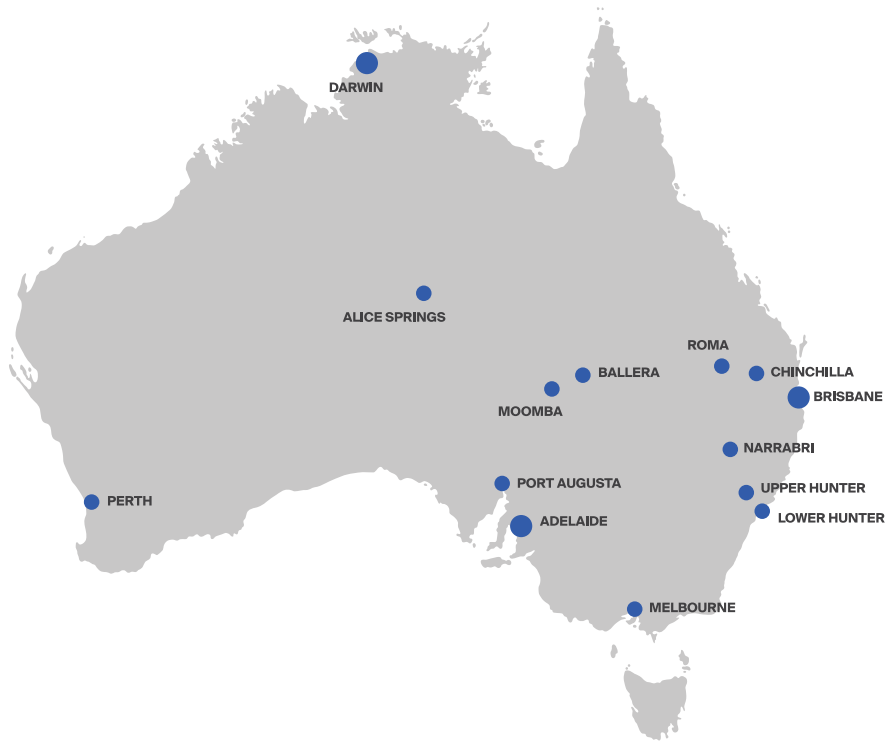 DARWIN
ALICE SPRINGS
ROMA
BALLERA
CHINCHILLA
BRISBANE
MOOMBA
NARRABRI
PORT AUGUSTA
UPPER HUNTER
PERTH
LOWER HUNTER
ADELAIDE
MELBOURNE